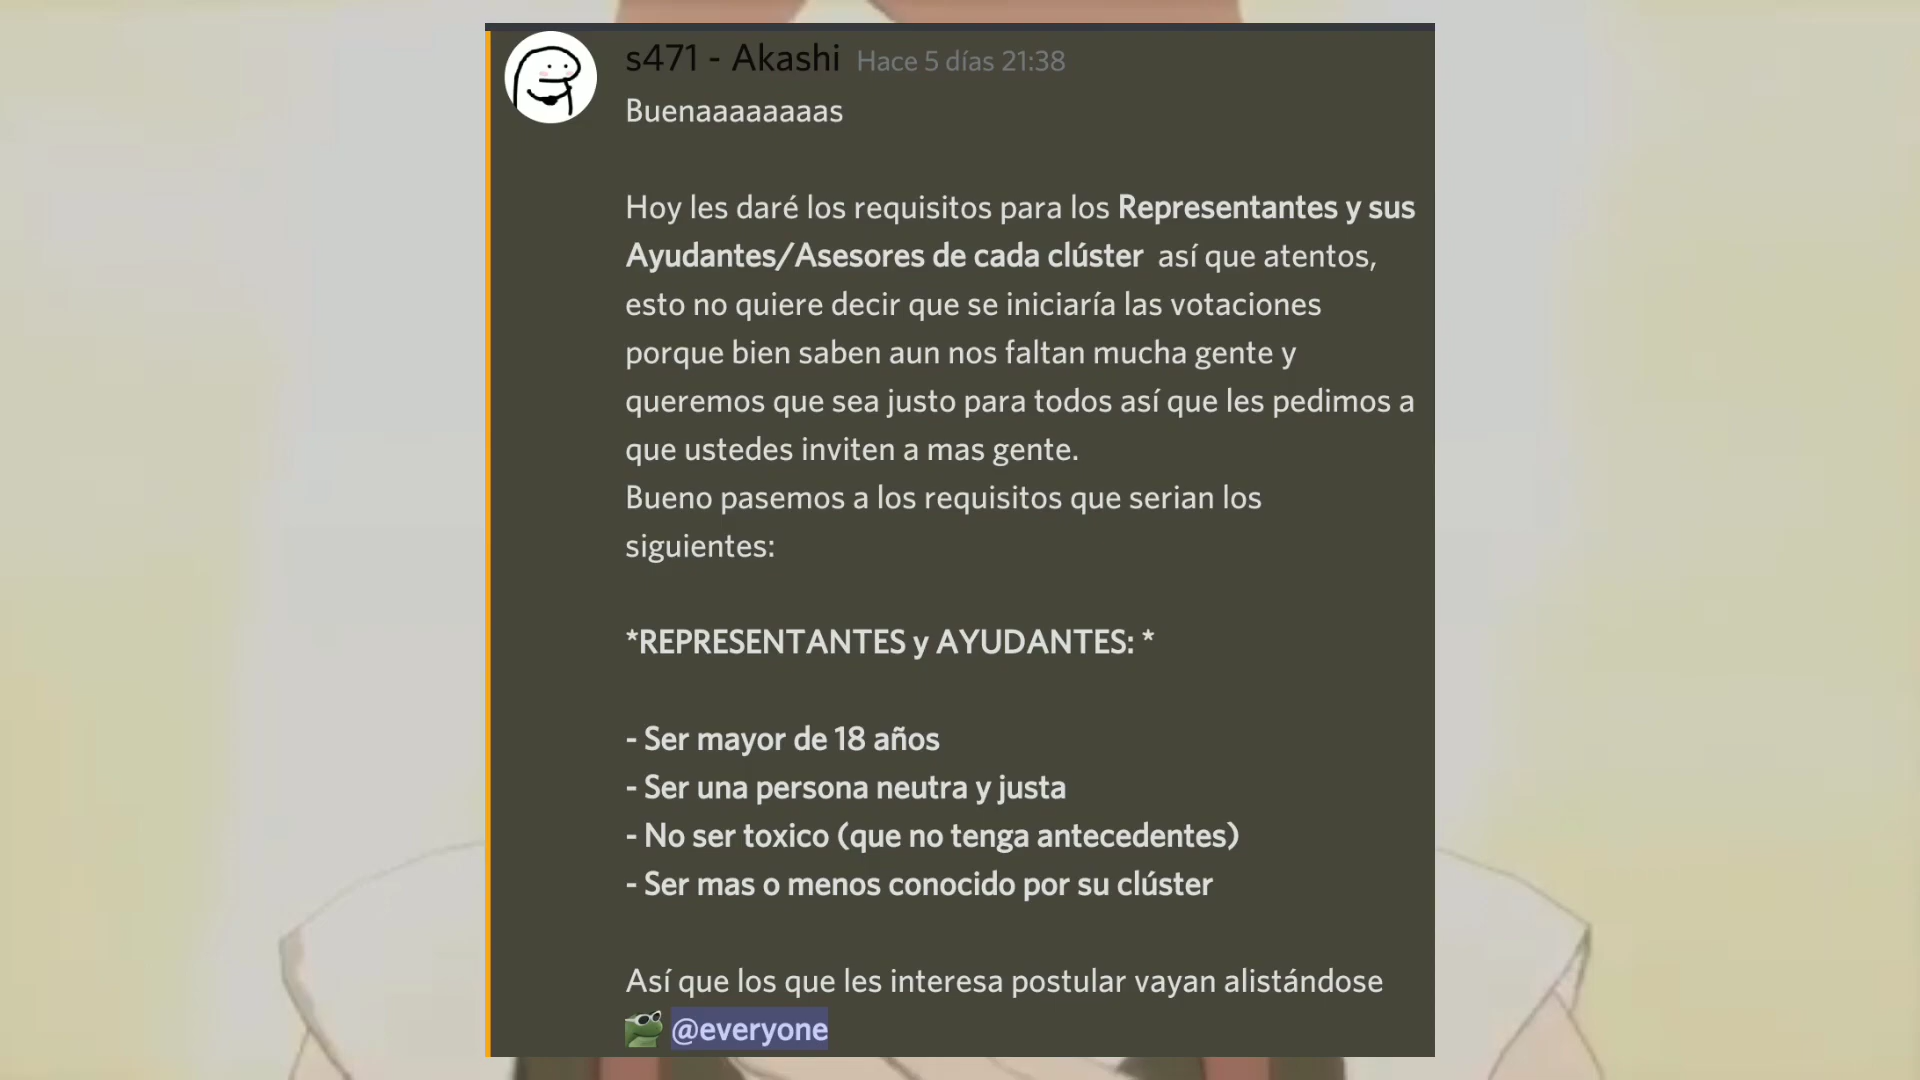 s471 - Akashi Hace 5 días 21:38
Buenaaaaaaaas
Hoy les daré los requisitos para los Representantes y sus
Ayudantes/Asesores de cada clúster así que atentos,
esto no quiere decir que se iniciaría las votaciones
porque bien saben aun nos faltan mucha gente y
queremos que sea justo para todos así que les pedimos a
que ustedes inviten a mas gente.
Bueno pasemos a los requisitos que serian los
siguientes:
*REPRESENTANTES y AYUDANTES: *
- Ser mayor de 18 años
- Ser una persona neutra y justa
- No ser toxico (que no tenga antecedentes)
- Ser mas o menos conocido por su clúster
Así que los que les interesa postular vayan alistándose
@everyone